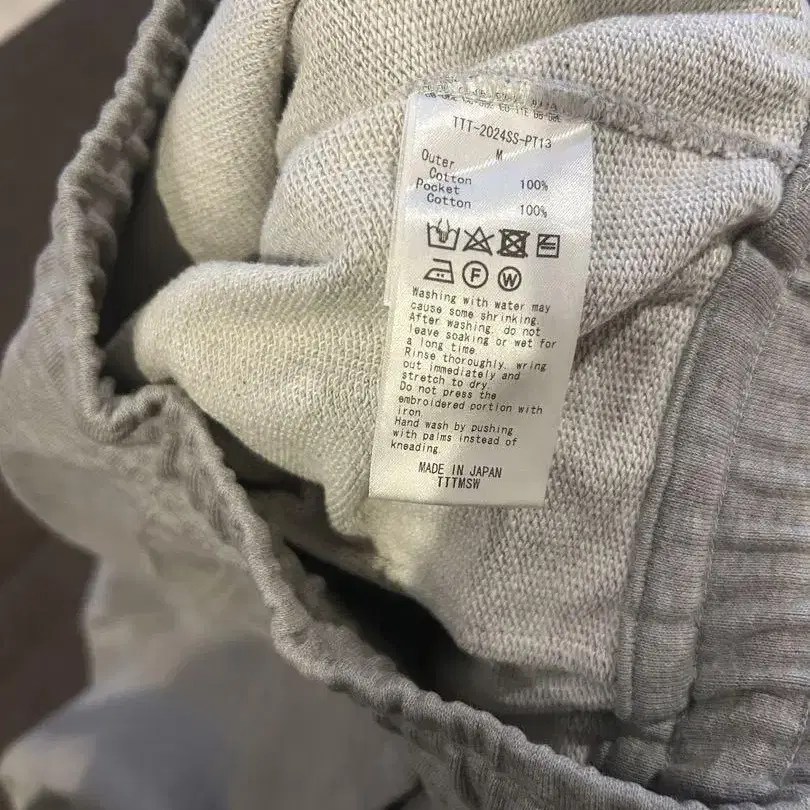 TTT-2024SS-PT13
M
Outer
Cotton 100%
Pocket
Cotton 100%
F W
Washing with water may
cause some shrinking.
After washing, do not
leave soaking or wet for
a long time
Rinse thoroughly, wring
out immediately and
stretch to dry.
Do not press the
embroidered portion with
iron
Hand wash by pushing
with palms instead of
kneading
MADE IN JAPAN
TTTMSW